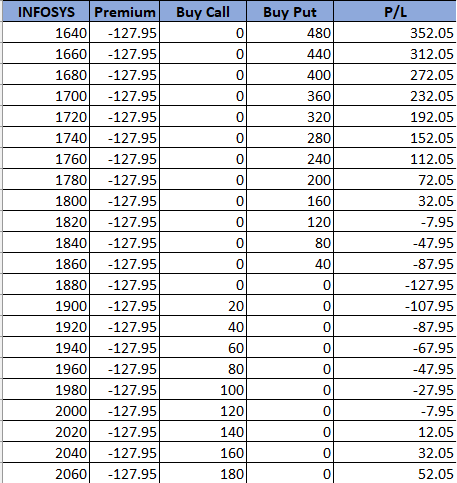 INFOSYS Premium Buy Call Buy Put P/L
1640 -127.95 0 480 352.05
1660 -127.95 0 440 312.05
1680 -127.95 0 400 272.05
1700 -127.95 0 360 232.05
1720 -127.95 0 320 192.05
1740 -127.95 0 280 152.05
1760 -127.95 0 240 112.05
1780 -127.95 0 200 72.05
1800 -127.95 0 160 32.05
1820 -127.95 0 120 -7.95
1840 -127.95 0 80 -47.95
1860 -127.95 0 40 -87.95
1880 -127.95 0 0 -127.95
1900 -127.95 20 0 -107.95
1920 -127.95 40 0 -87.95
1940 -127.95 60 0 -67.95
1960 -127.95 80 0 -47.95
1980 -127.95 100 0 -27.95
2000 -127.95 120 0 -7.95
2020 -127.95 140 0 12.05
2040 -127.95 160 0 32.05
2060 -127.95 180 0 52.05